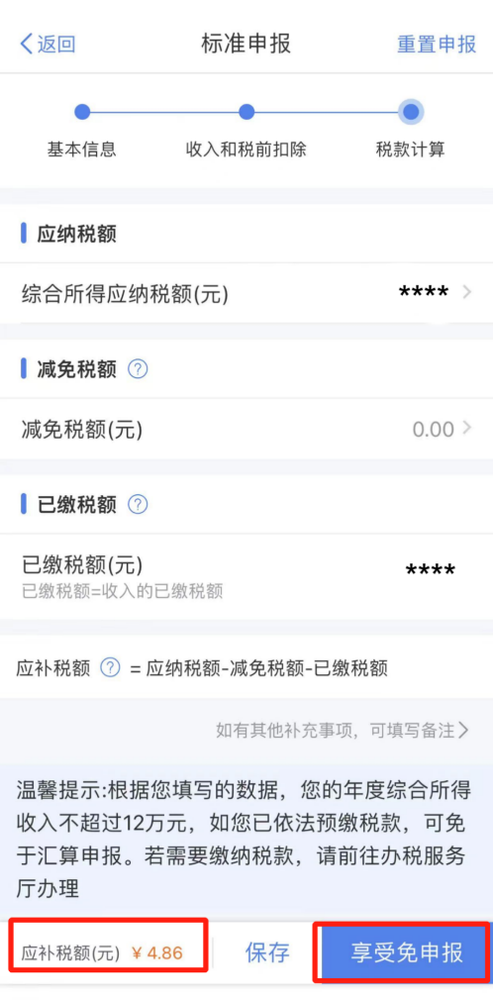 返回 标准申报 重置申报
基本信息 收入和税前扣除 税款计算
应纳税额
综合所得应纳税额(元) ****
减免税额 ?
减免税额(元) 0.00
已缴税额 ?
已缴税额(元) ****
已缴税额=收入的已缴税额
应补税额 ? = 应纳税额-减免税额-已缴税额
如有其他补充事项，可填写备注
温馨提示:根据您填写的数据，您的年度综合所得
收入不超过12万元，如您已依法预缴税款，可免
于汇算申报。若需要缴纳税款，请前往办税服务
厅办理
应补税额(元) ¥ 4.86 保存 享受免申报